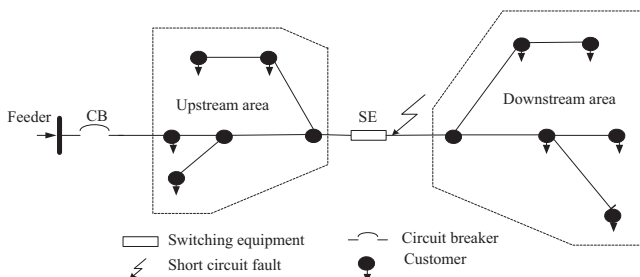 Feeder
CB
Upstream area
SE
Downstream area
Switching equipment
Circuit breaker
Short circuit fault
Customer